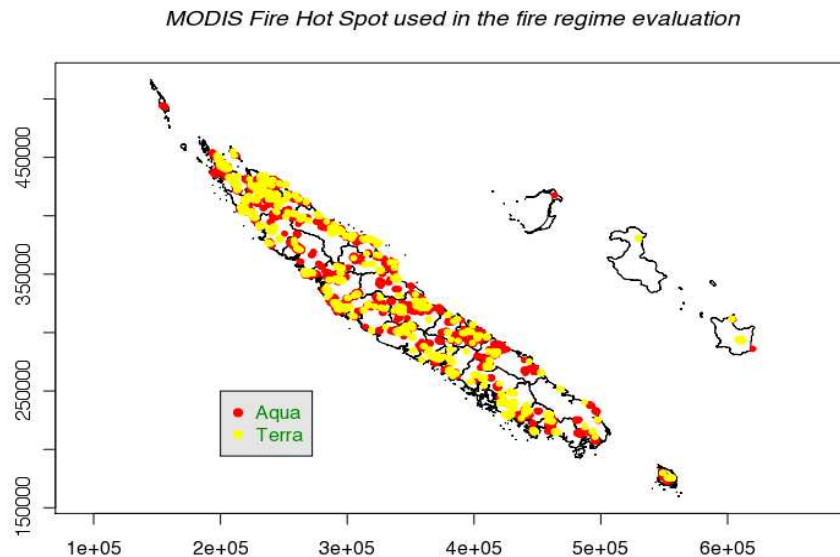 MODIS Fire Hot Spot used in the fire regime evaluation
450000
350000
250000
150000
Aqua
Terra
1e+05 2e+05 3e+05 4e+05 5e+05 6e+05